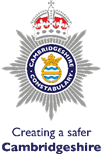 CAMBRIDGESHIRE
CONSTABULARY
Creating a safer
Cambridgeshire